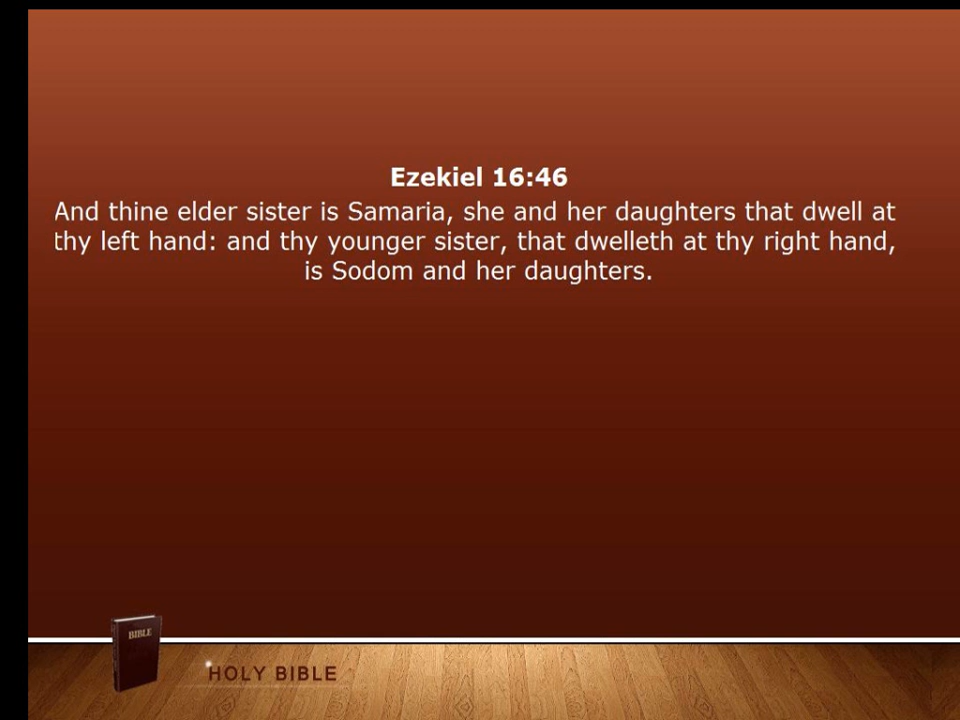 Ezekiel 16:46
And thine elder sister is Samaria, she and her daughters that dwell at
thy left hand: and thy younger sister, that dwelleth at thy right hand,
is Sodom and her daughters.
BIBLE
HOLY BIBLE